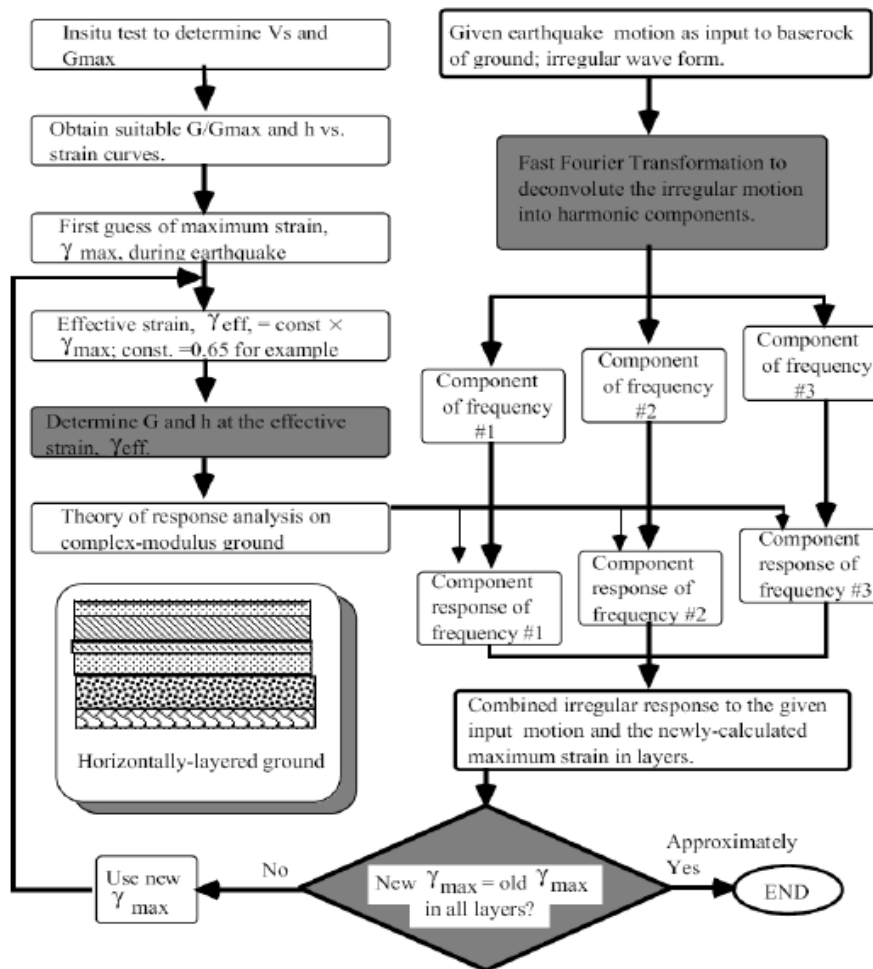 Insitu test to determine Vs and
Gmax
Obtain suitable G/Gmax and h vs.
strain curves.
First guess of maximum strain,
γ max, during earthquake
Effective strain, γeff, = const ×
γmax; const. =0.65 for example
Determine G and h at the effective
strain, γeff.
Theory of response analysis on
complex-modulus ground
Horizontally-layered ground
Given earthquake motion as input to baserock
of ground; irregular wave form.
Fast Fourier Transformation to
deconvolute the irregular motion
into harmonic components.
Component
of frequency
#1
Component
of frequency
#2
Component
of frequency
#3
Component
response of
frequency #1
Component
response of
frequency #2
Component
response of
frequency #3
Combined irregular response to the given
input motion and the newly-calculated
maximum strain in layers.
New γmax = old γmax
in all layers?
No
Use new
γ max
Approximately
Yes
END